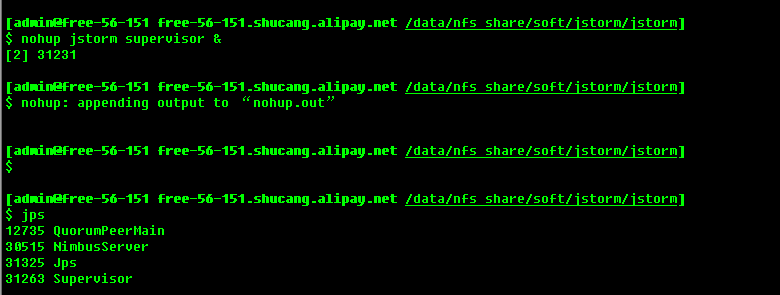 [admin@free-56-151 free-56-151.shucang.alipay.net /data/nfs_share/soft/jstorm/jstorm]
$ nohup jstorm supervisor &
[2] 31231
[admin@free-56-151 free-56-151.shucang.alipay.net /data/nfs_share/soft/jstorm/jstorm]
$ nohup: appending output to “nohup.out”
[admin@free-56-151 free-56-151.shucang.alipay.net /data/nfs_share/soft/jstorm/jstorm]
$
[admin@free-56-151 free-56-151.shucang.alipay.net /data/nfs_share/soft/jstorm/jstorm]
$ jps
12735 QuorumPeerMain
30515 NimbusServer
31325 Jps
31263 Supervisor